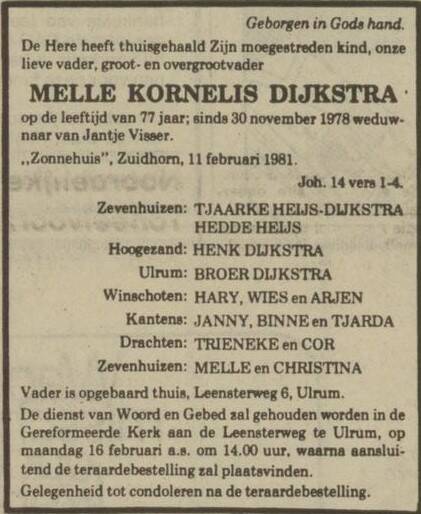 Geborgen in Gods hand.
De Here heeft thuisgehaald Zijn moegestreden kind, onze
lieve vader, groot- en overgrootvader
MELLE KORNELIS DIJKSTRA
op de leeftijd van 77 jaar; sinds 30 november 1978 weduw-
naar van Jantje Visser.
,,Zonnehuis", Zuidhorn, 11 februari 1981.
Joh. 14 vers 1-4.
Zevenhuizen: TJAARKE HEIJS-DIJKSTRA
HEDDE HEIJS
Hoogezand: HENK DIJKSTRA
Ulrum: BROER DIJKSTRA
Winschoten: HARY, WIES en ARJEN
Kantens: JANNY, BINNE en TJARDA
Drachten: TRIENEKE en COR
Zevenhuizen: MELLE en CHRISTINA
Vader is opgebaard thuis, Leensterweg 6, Ulrum.
De dienst van Woord en Gebed zal gehouden worden in de
Gereformeerde Kerk aan de Leensterweg te Ulrum, op
maandag 16 februari a.s. om 14.00 uur, waarna aanslui-
tend de teraardebestelling zal plaatsvinden.
Gelegenheid tot condoleren na de teraardebestelling.